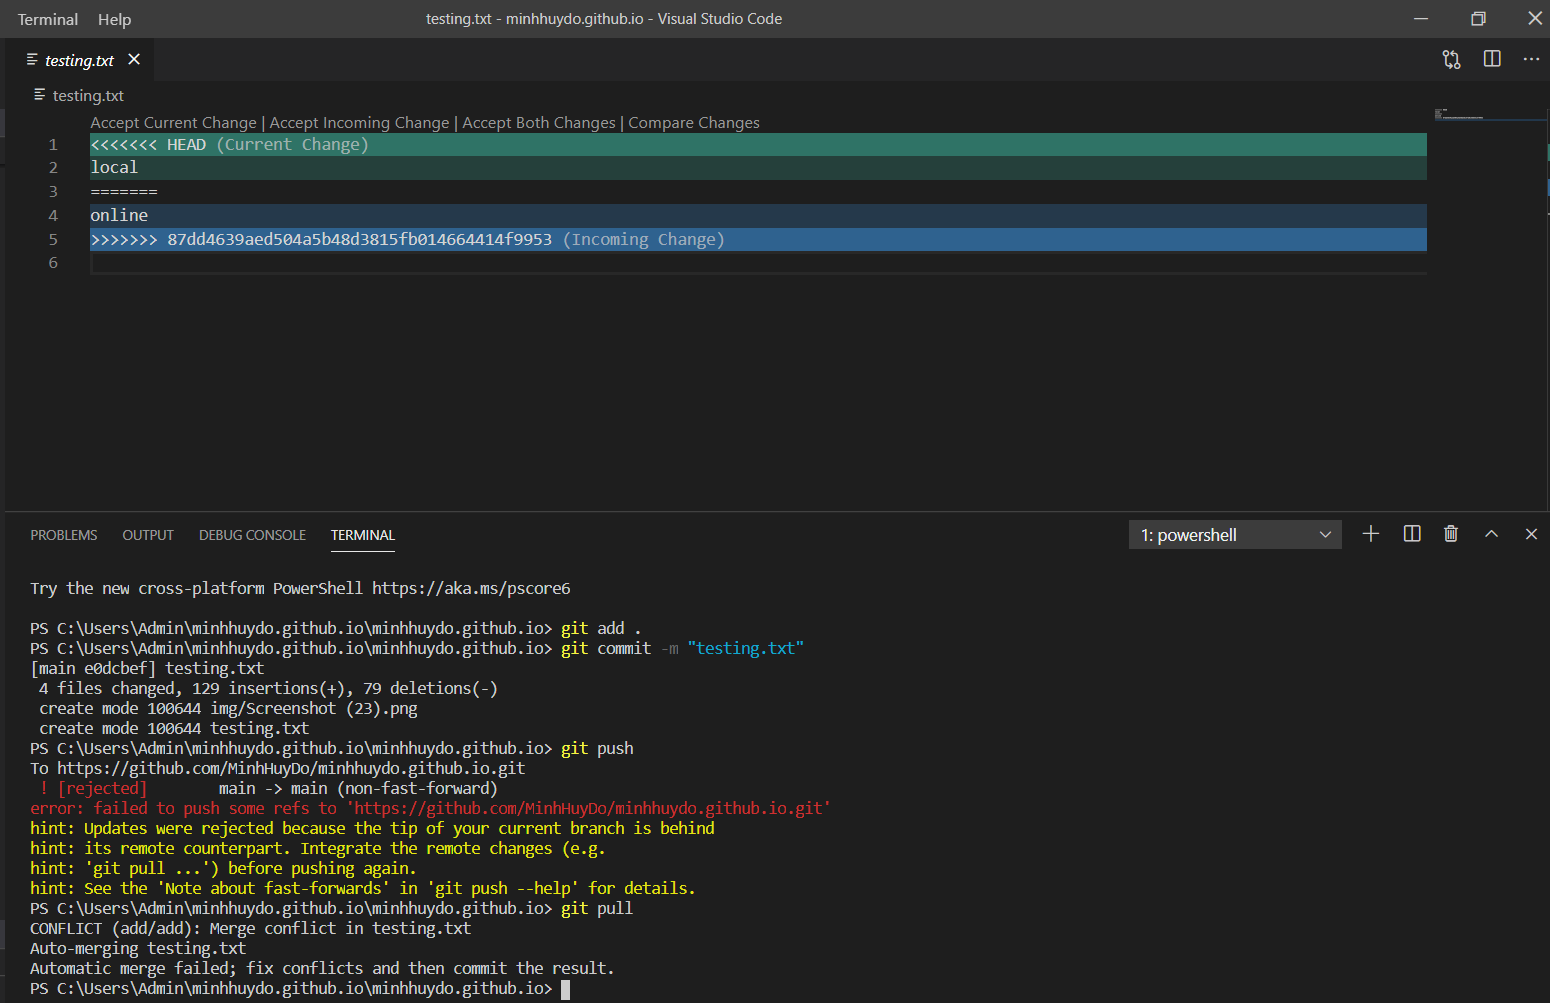 Terminal Help testing.txt - minhhuydo.github.io - Visual Studio Code
testing.txt
testing.txt
Accept Current Change | Accept Incoming Change | Accept Both Changes | Compare Changes
1 <<<<<<< HEAD (Current Change)
2 local
3 =======
4 online
5 >>>>>>> 87dd4639aed504a5b48d3815fb014664414f9953 (Incoming Change)
6
PROBLEMS OUTPUT DEBUG CONSOLE TERMINAL 1: powershell
Try the new cross-platform PowerShell https://aka.ms/pscore6
PS C:\Users\Admin\minhhuydo.github.io\minhhuydo.github.io> git add .
PS C:\Users\Admin\minhhuydo.github.io\minhhuydo.github.io> git commit -m "testing.txt"
[main e0dcbef] testing.txt
4 files changed, 129 insertions(+), 79 deletions(-)
create mode 100644 img/Screenshot (23).png
create mode 100644 testing.txt
PS C:\Users\Admin\minhhuydo.github.io\minhhuydo.github.io> git push
To https://github.com/MinhHuyDo/minhhuydo.github.io.git
! [rejected] main -> main (non-fast-forward)
error: failed to push some refs to 'https://github.com/MinhHuyDo/minhhuydo.github.io.git'
hint: Updates were rejected because the tip of your current branch is behind
hint: its remote counterpart. Integrate the remote changes (e.g.
hint: 'git pull ...') before pushing again.
hint: See the 'Note about fast-forwards' in 'git push --help' for details.
PS C:\Users\Admin\minhhuydo.github.io\minhhuydo.github.io> git pull
CONFLICT (add/add): Merge conflict in testing.txt
Auto-merging testing.txt
Automatic merge failed; fix conflicts and then commit the result.
PS C:\Users\Admin\minhhuydo.github.io\minhhuydo.github.io>